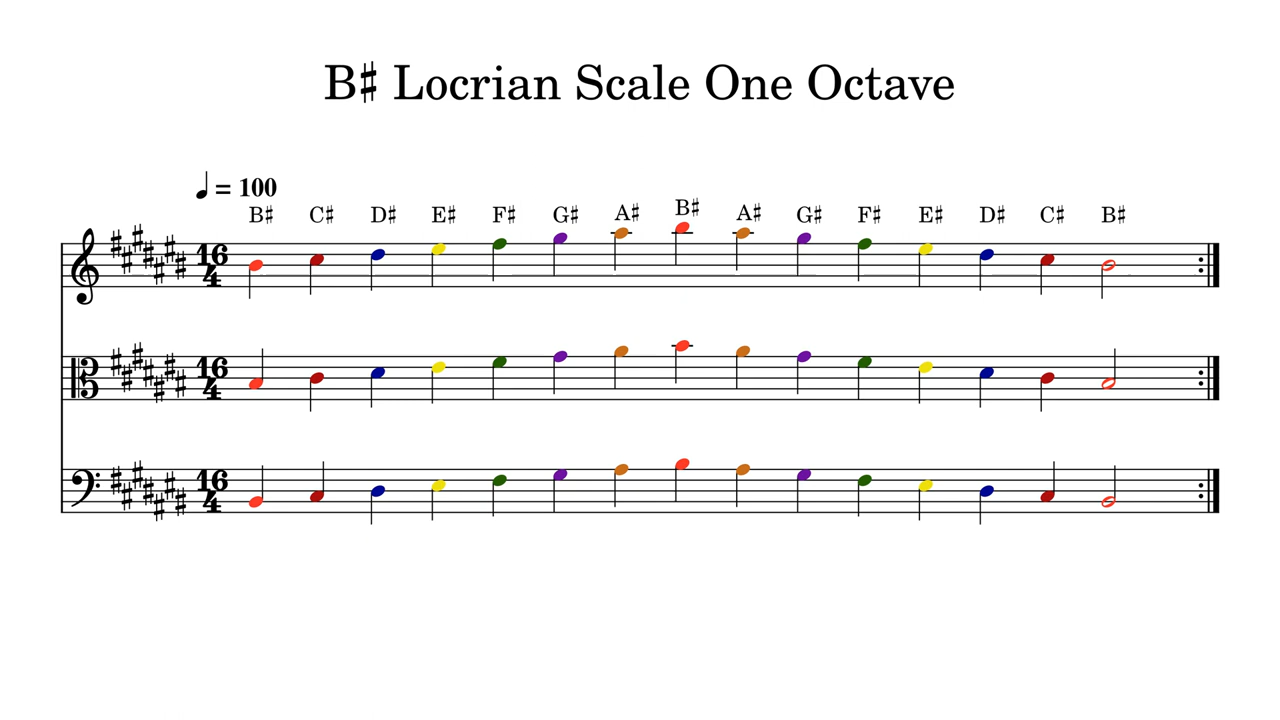 B♯ Locrian Scale One Octave
♩ = 100
B♯ C♯ D♯ E♯ F♯ G♯ A♯ B♯ A♯ G♯ F♯ E♯ D♯ C♯ B♯
16
4
16
4
16
4